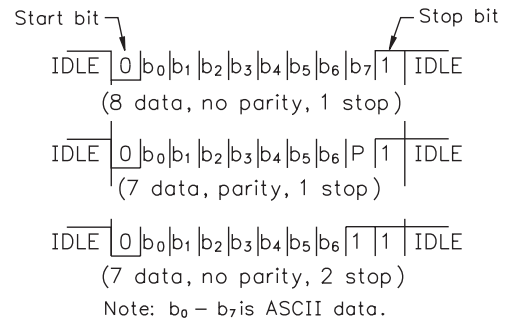 Start bit Stop bit
IDLE 0 b₀ b₁ b₂ b₃ b₄ b₅ b₆ b₇ 1 IDLE
(8 data, no parity, 1 stop)
IDLE 0 b₀ b₁ b₂ b₃ b₄ b₅ b₆ P 1 IDLE
(7 data, parity, 1 stop)
IDLE 0 b₀ b₁ b₂ b₃ b₄ b₅ b₆ 1 1 IDLE
(7 data, no parity, 2 stop)
Note: b₀ – b₇ is ASCII data.